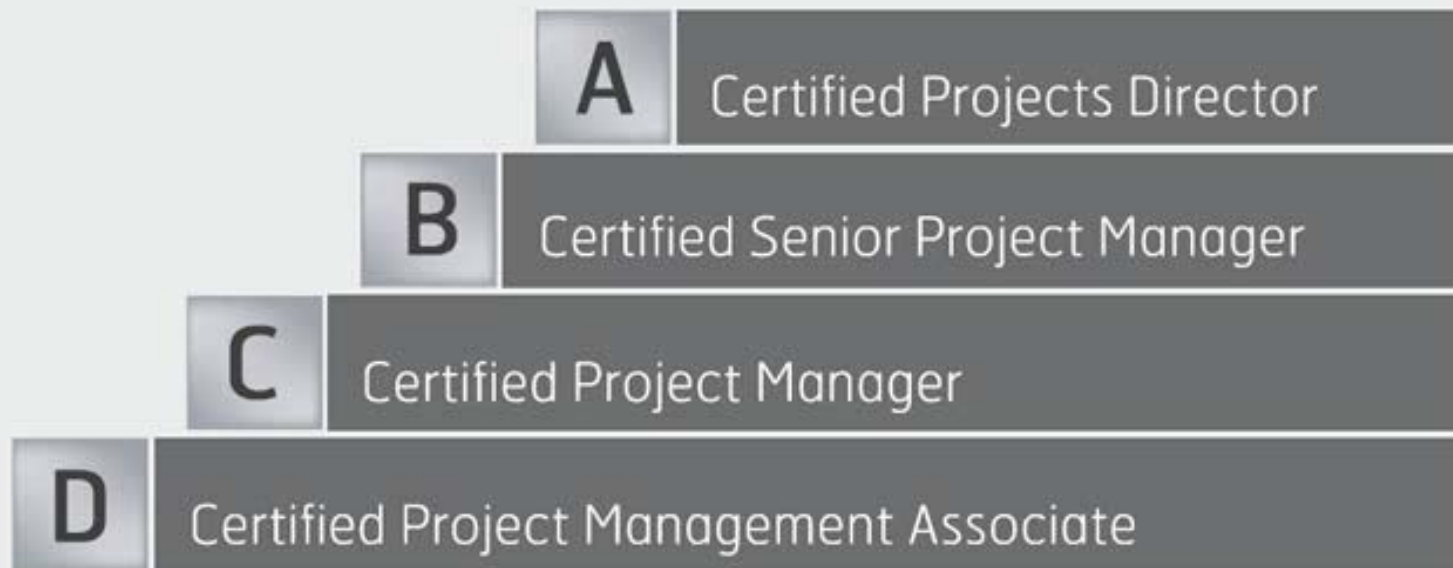 A Certified Projects Director
B Certified Senior Project Manager
C Certified Project Manager
D Certified Project Management Associate